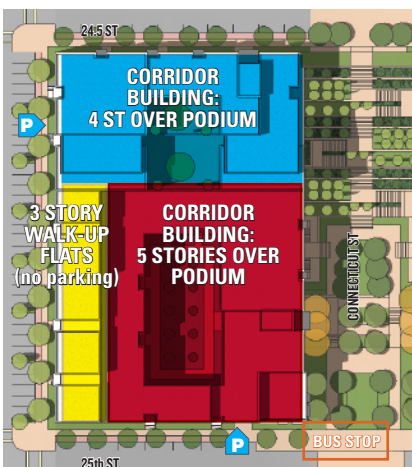 24.5 ST
CORRIDOR
BUILDING:
4 ST OVER PODIUM
P
3 STORY
WALK-UP
FLATS
(no parking)
CORRIDOR
BUILDING:
5 STORIES OVER
PODIUM
CONNECTICUT ST
P
BUS STOP
25th ST